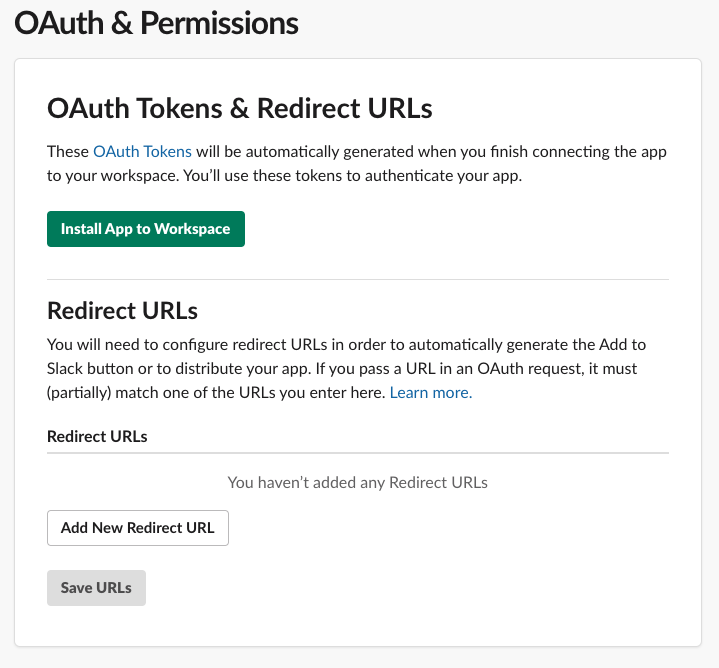 OAuth & Permissions
OAuth Tokens & Redirect URLs
These OAuth Tokens will be automatically generated when you finish connecting the app
to your workspace. You’ll use these tokens to authenticate your app.
Install App to Workspace
Redirect URLs
You will need to configure redirect URLs in order to automatically generate the Add to
Slack button or to distribute your app. If you pass a URL in an OAuth request, it must
(partially) match one of the URLs you enter here. Learn more.
Redirect URLs
You haven’t added any Redirect URLs
Add New Redirect URL
Save URLs